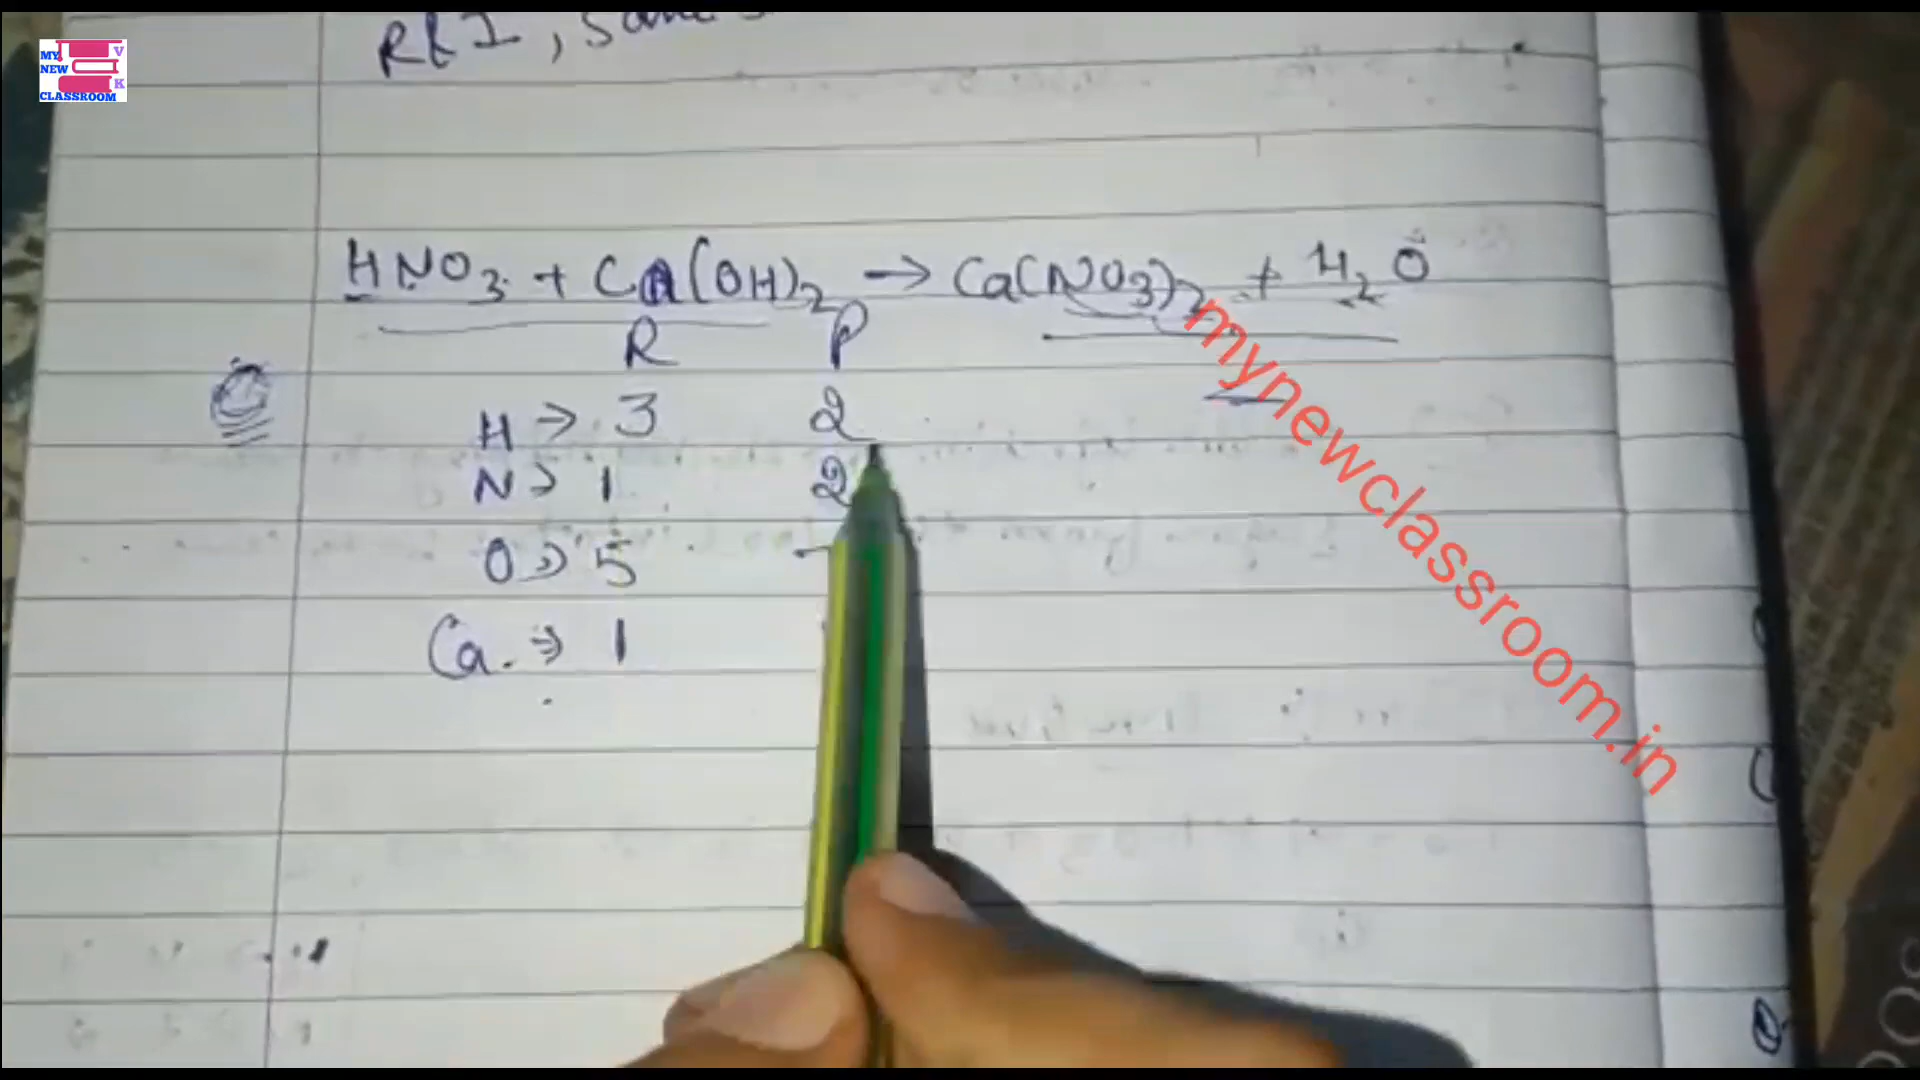 MY
NEW
CLASSROOM
V
K
HNO3 + Ca(OH)2 → Ca(NO3)2 + H2O
R P
H → 3 2
N → 1 2
O → 5
Ca. → 1
mynewclassroom.in